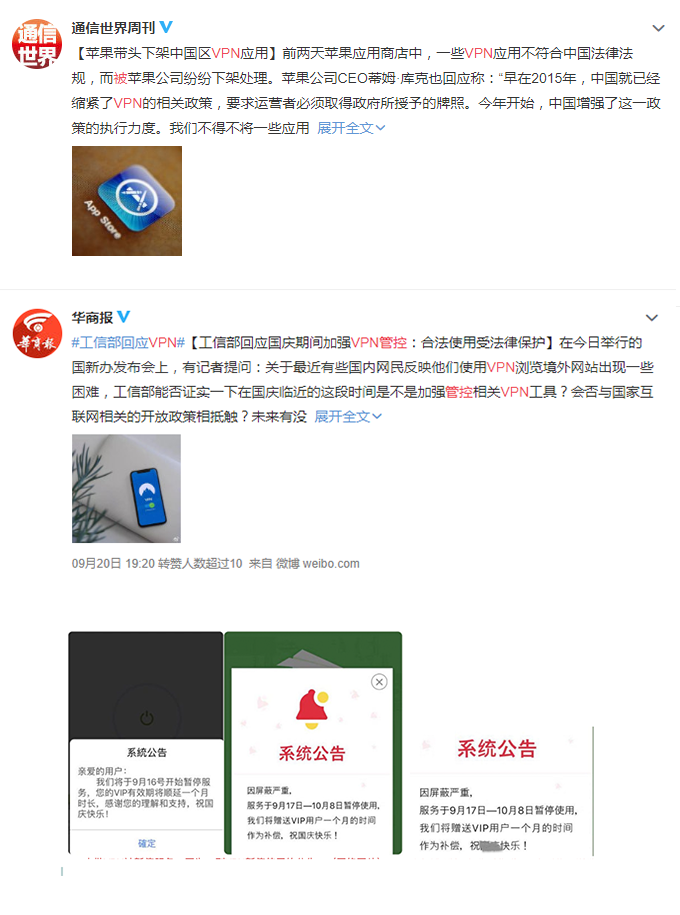 通信世界
通信世界周刊
【苹果带头下架中国区VPN应用】前两天苹果应用商店中，一些VPN应用不符合中国法律法
规，而被苹果公司纷纷下架处理。苹果公司CEO蒂姆·库克也回应称：“早在2015年，中国就已经
缩紧了VPN的相关政策，要求运营者必须取得政府所授予的牌照。今年开始，中国增强了这一政
策的执行力度。我们不得不将一些应用 展开全文
App Store
華商报
华商报
#工信部回应VPN#【工信部回应国庆期间加强VPN管控：合法使用受法律保护】在今日举行的
国新办发布会上，有记者提问：关于最近有些国内网民反映他们使用VPN浏览境外网站出现一些
困难，工信部能否证实一下在国庆临近的这段时间是不是加强管控相关VPN工具？会否与国家互
联网相关的开放政策相抵触？未来有没 展开全文
09月20日 19:20 转赞人数超过10 来自 微博 weibo.com
系統公告
亲爱的用户：
我们将于9月16号开始暂停服
务，您的VIP有效期将顺延一个月
时长，感谢您的理解和支持，祝国
庆快乐！
確定
系统公告
因屏蔽严重，
服务于9月17日—10月8日暂停使用，
我们将赠送VIP用户一个月的时间
作为补偿，祝国庆快乐！
系统公告
因屏蔽严重，
服务于9月17日—10月8日暂停使用，
我们将赠送VIP用户一个月的时间
作为补偿，祝 庆快乐！